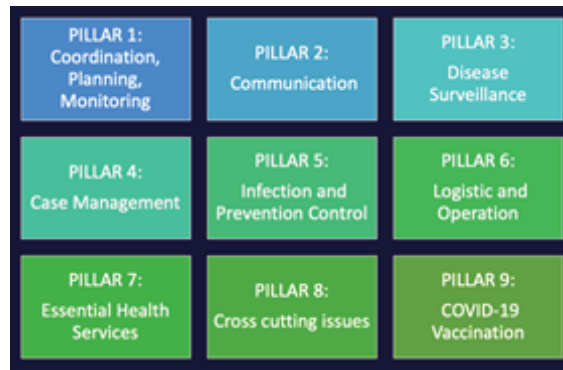 PILLAR 1:
Coordination,
Planning,
Monitoring
PILLAR 2:
Communication
PILLAR 3:
Disease
Surveillance
PILLAR 4:
Case Management
PILLAR 5:
Infection and
Prevention Control
PILLAR 6:
Logistic and
Operation
PILLAR 7:
Essential Health
Services
PILLAR 8:
Cross cutting issues
PILLAR 9:
COVID-19
Vaccination